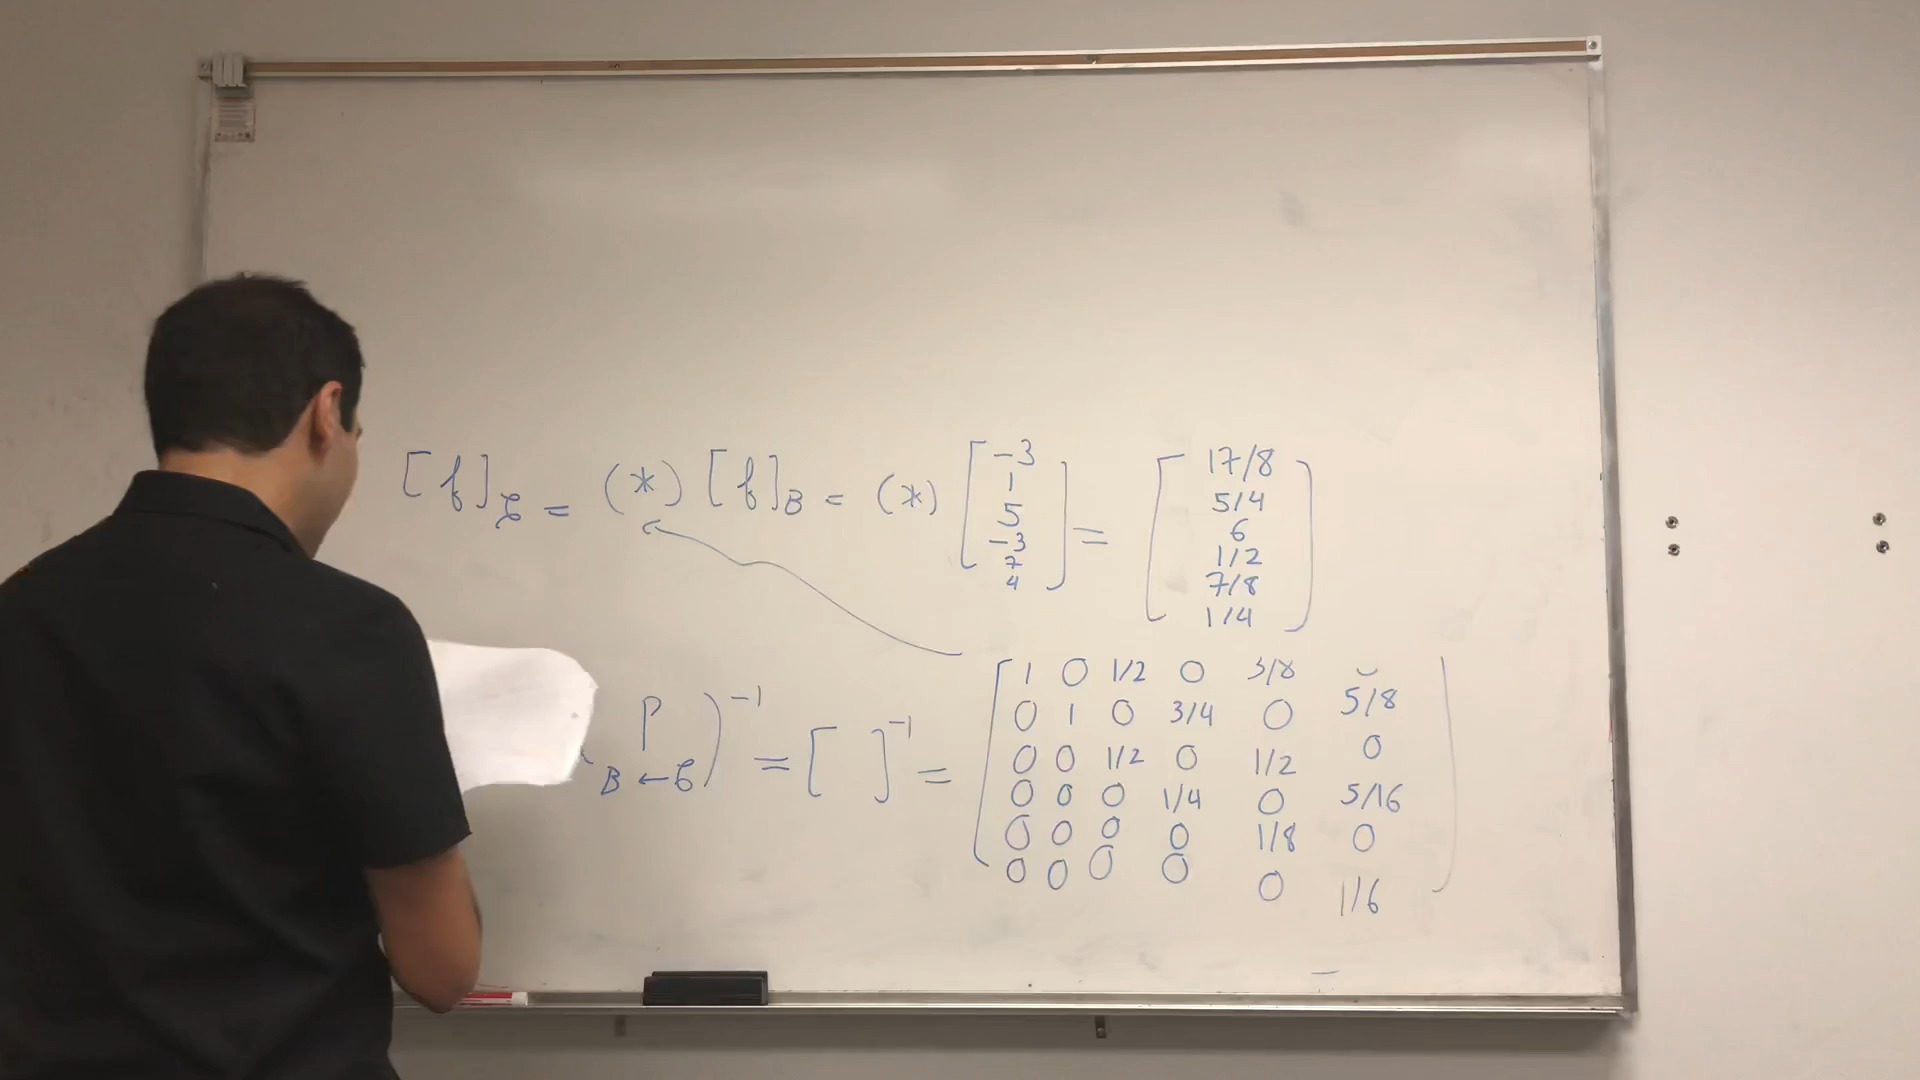 [f]_ℬ = (*) [f]_B = (*) [-3 1 5 -3 7 4] = [17/8 5/4 6 1/2 7/8 1/4]
( P B←ℬ )^-1 = [ ]^-1 =
1 0 1/2 0 3/8
0 1 0 3/4 0 5/8
0 0 1/2 0 1/2 0
0 0 0 1/4 0 5/16
0 0 0 0 1/8 0
0 0 0 0 0 1/6